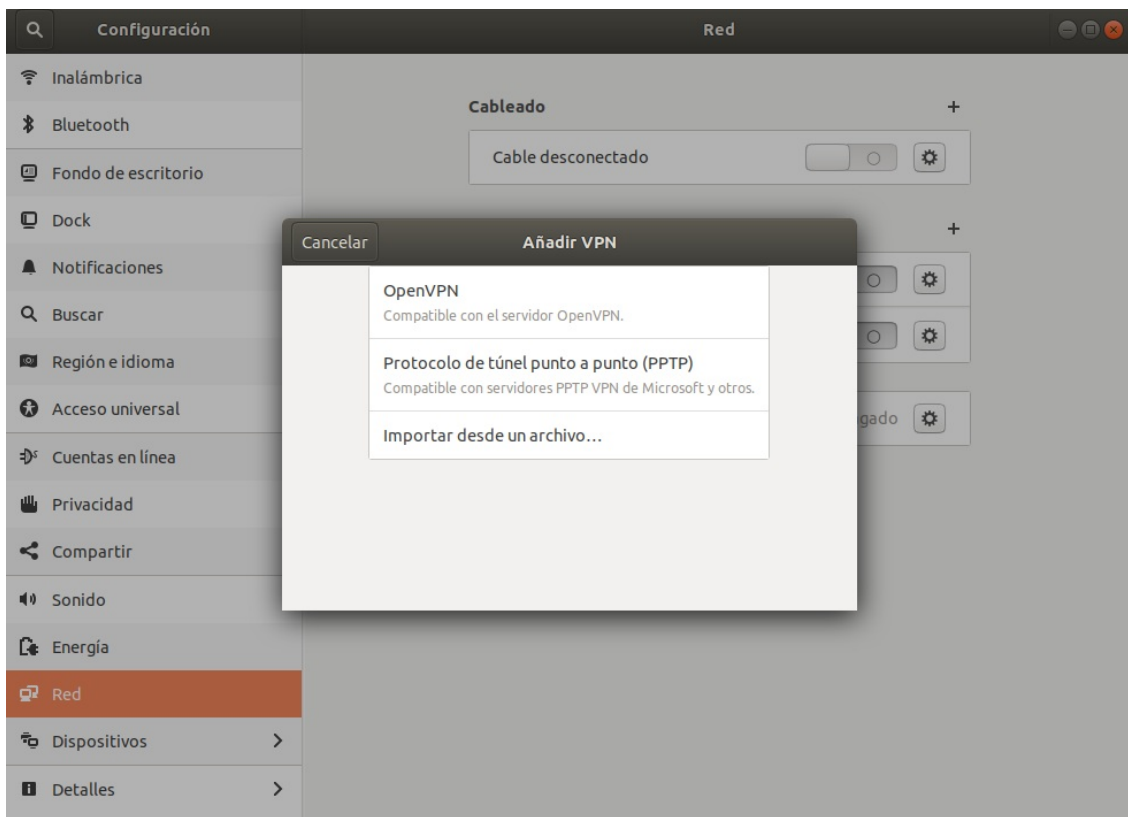 Configuración
Red
Inalámbrica
Bluetooth
Fondo de escritorio
Dock
Notificaciones
Buscar
Región e idioma
Acceso universal
Cuentas en línea
Privacidad
Compartir
Sonido
Energía
Red
Dispositivos
Detalles
Cableado
+
Cable desconectado
+
gado
Cancelar
Añadir VPN
OpenVPN
Compatible con el servidor OpenVPN.
Protocolo de túnel punto a punto (PPTP)
Compatible con servidores PPTP VPN de Microsoft y otros.
Importar desde un archivo...